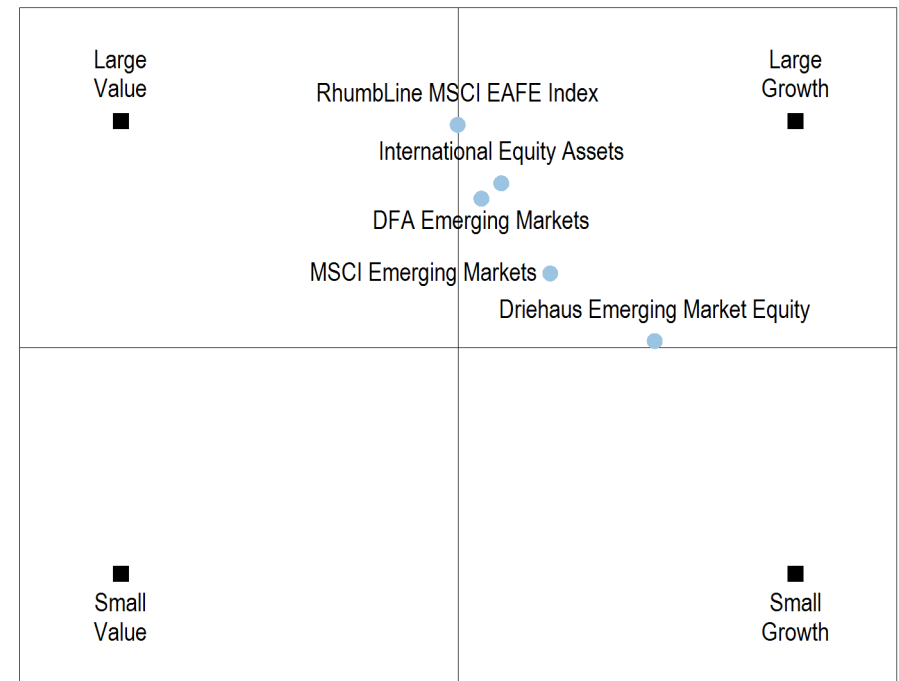 Large
Value
Large
Growth
RhumbLine MSCI EAFE Index
International Equity Assets
DFA Emerging Markets
MSCI Emerging Markets
Driehaus Emerging Market Equity
Small
Value
Small
Growth